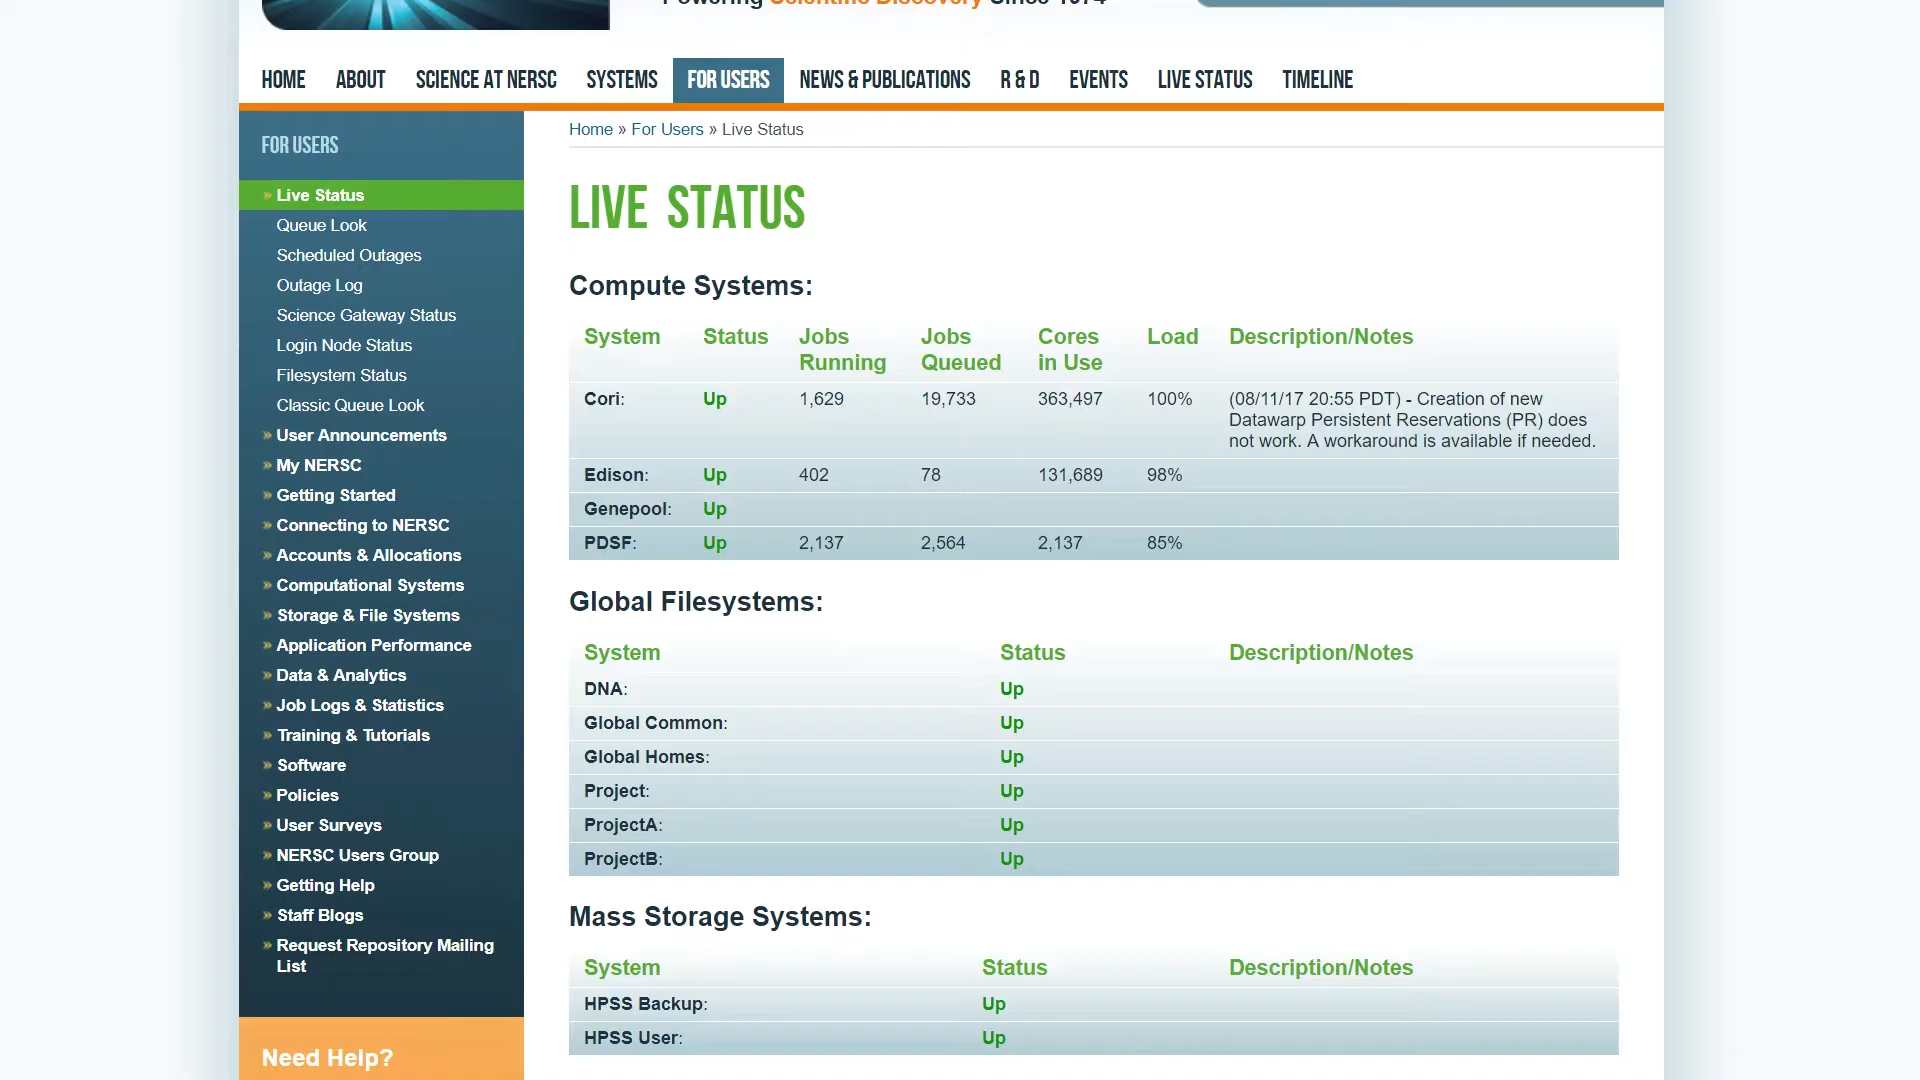 Powering Scientific Discovery Since 1974
HOME ABOUT SCIENCE AT NERSC SYSTEMS FOR USERS NEWS & PUBLICATIONS R & D EVENTS LIVE STATUS TIMELINE
FOR USERS
» Live Status
Queue Look
Scheduled Outages
Outage Log
Science Gateway Status
Login Node Status
Filesystem Status
Classic Queue Look
» User Announcements
» My NERSC
» Getting Started
» Connecting to NERSC
» Accounts & Allocations
» Computational Systems
» Storage & File Systems
» Application Performance
» Data & Analytics
» Job Logs & Statistics
» Training & Tutorials
» Software
» Policies
» User Surveys
» NERSC Users Group
» Getting Help
» Staff Blogs
» Request Repository Mailing
List
Need Help?
Home » For Users » Live Status
LIVE STATUS
Compute Systems:
System Status Jobs Running Jobs Queued Cores in Use Load Description/Notes
Cori: Up 1,629 19,733 363,497 100% (08/11/17 20:55 PDT) - Creation of new
Datawarp Persistent Reservations (PR) does
not work. A workaround is available if needed.
Edison: Up 402 78 131,689 98%
Genepool: Up
PDSF: Up 2,137 2,564 2,137 85%
Global Filesystems:
System Status Description/Notes
DNA: Up
Global Common: Up
Global Homes: Up
Project: Up
ProjectA: Up
ProjectB: Up
Mass Storage Systems:
System Status Description/Notes
HPSS Backup: Up
HPSS User: Up